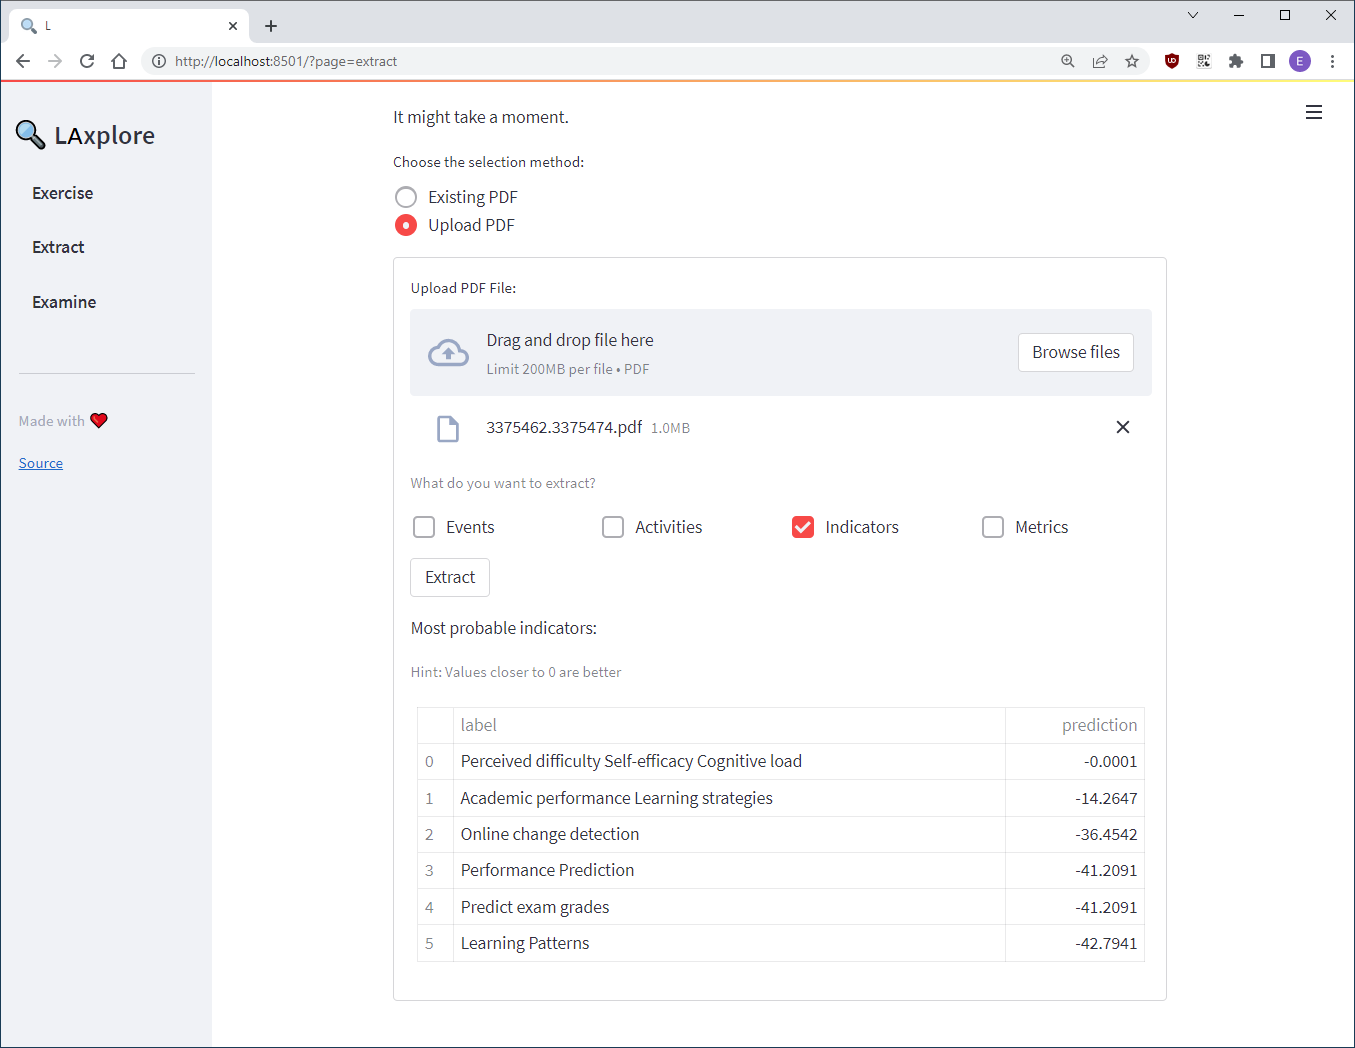 L
http://localhost:8501/?page=extract
E
LAxplore
Exercise
Extract
Examine
Made with
Source
It might take a moment.
Choose the selection method:
Existing PDF
Upload PDF
Upload PDF File:
Drag and drop file here
Limit 200MB per file • PDF
Browse files
3375462.3375474.pdf 1.0MB
What do you want to extract?
Events Activities Indicators Metrics
Extract
Most probable indicators:
Hint: Values closer to 0 are better
label prediction
0 Perceived difficulty Self-efficacy Cognitive load -0.0001
1 Academic performance Learning strategies -14.2647
2 Online change detection -36.4542
3 Performance Prediction -41.2091
4 Predict exam grades -41.2091
5 Learning Patterns -42.7941